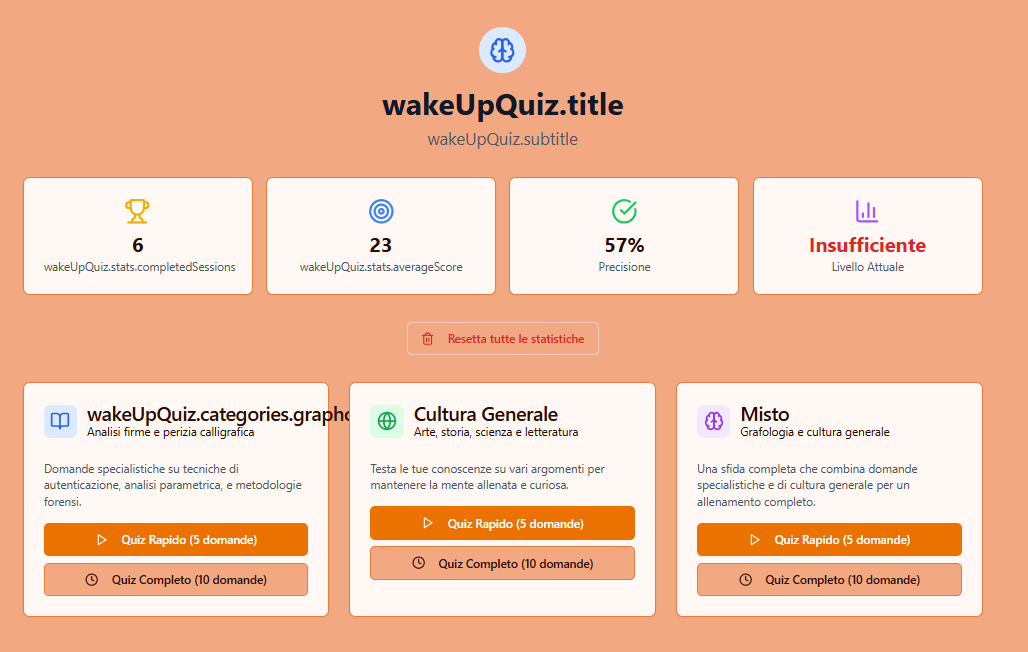 wakeUpQuiz.title
wakeUpQuiz.subtitle
6
wakeUpQuiz.stats.completedSessions
23
wakeUpQuiz.stats.averageScore
57%
Precisione
Insufficiente
Livello Attuale
Resetta tutte le statistiche
wakeUpQuiz.categories.grapho
Analisi firme e perizia calligrafica
Domande specialistiche su tecniche di
autenticazione, analisi parametrica, e metodologie
forensi.
Quiz Rapido (5 domande)
Quiz Completo (10 domande)
Cultura Generale
Arte, storia, scienza e letteratura
Testa le tue conoscenze su vari argomenti per
mantenere la mente allenata e curiosa.
Quiz Rapido (5 domande)
Quiz Completo (10 domande)
Misto
Grafologia e cultura generale
Una sfida completa che combina domande
specialistiche e di cultura generale per un
allenamento completo.
Quiz Rapido (5 domande)
Quiz Completo (10 domande)